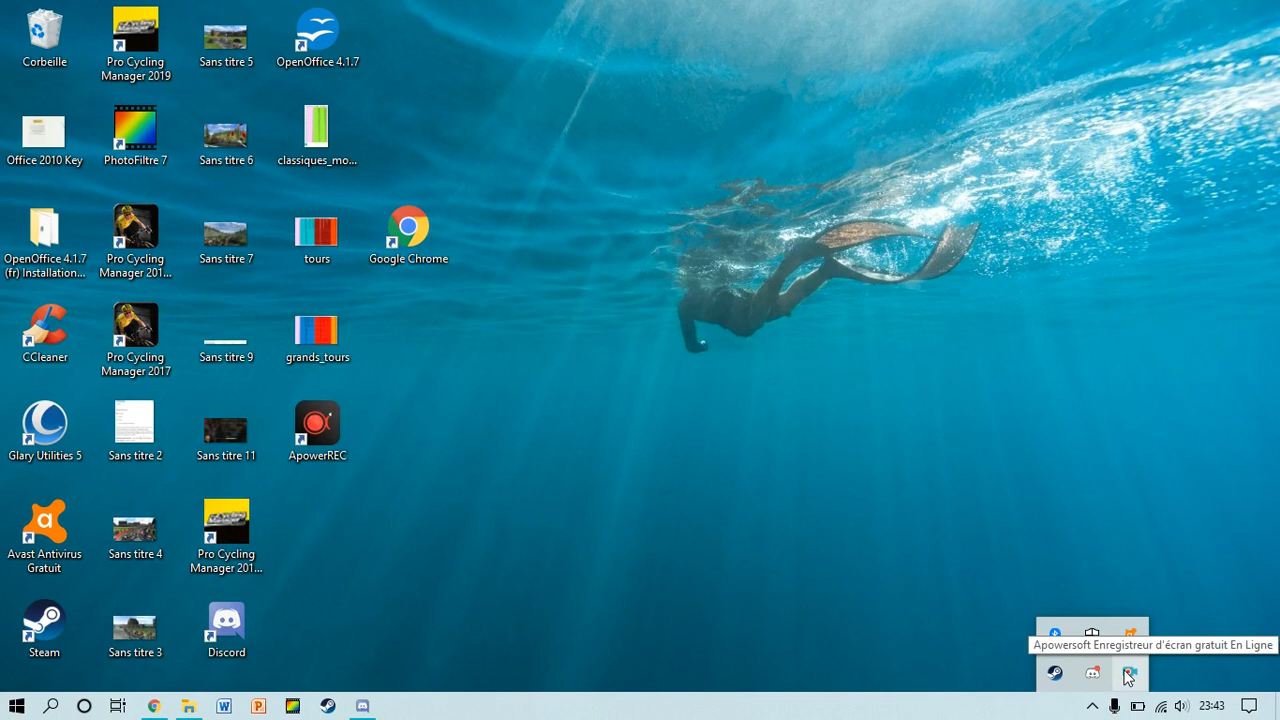 Corbeille
Pro Cycling
Manager 2019
Sans titre 5
OpenOffice 4.1.7
Office 2010 Key
PhotoFiltre 7
Sans titre 6
classiques_mo...
OpenOffice 4.1.7
(fr) Installation...
Pro Cycling
Manager 201...
Sans titre 7
tours
Google Chrome
CCleaner
Pro Cycling
Manager 2017
Sans titre 9
grands_tours
Glary Utilities 5
Sans titre 2
Sans titre 11
ApowerREC
Avast Antivirus
Gratuit
Sans titre 4
Pro Cycling
Manager 201...
Steam
Sans titre 3
Discord
Apowersoft Enregistreur d'écran gratuit En Ligne
23:43